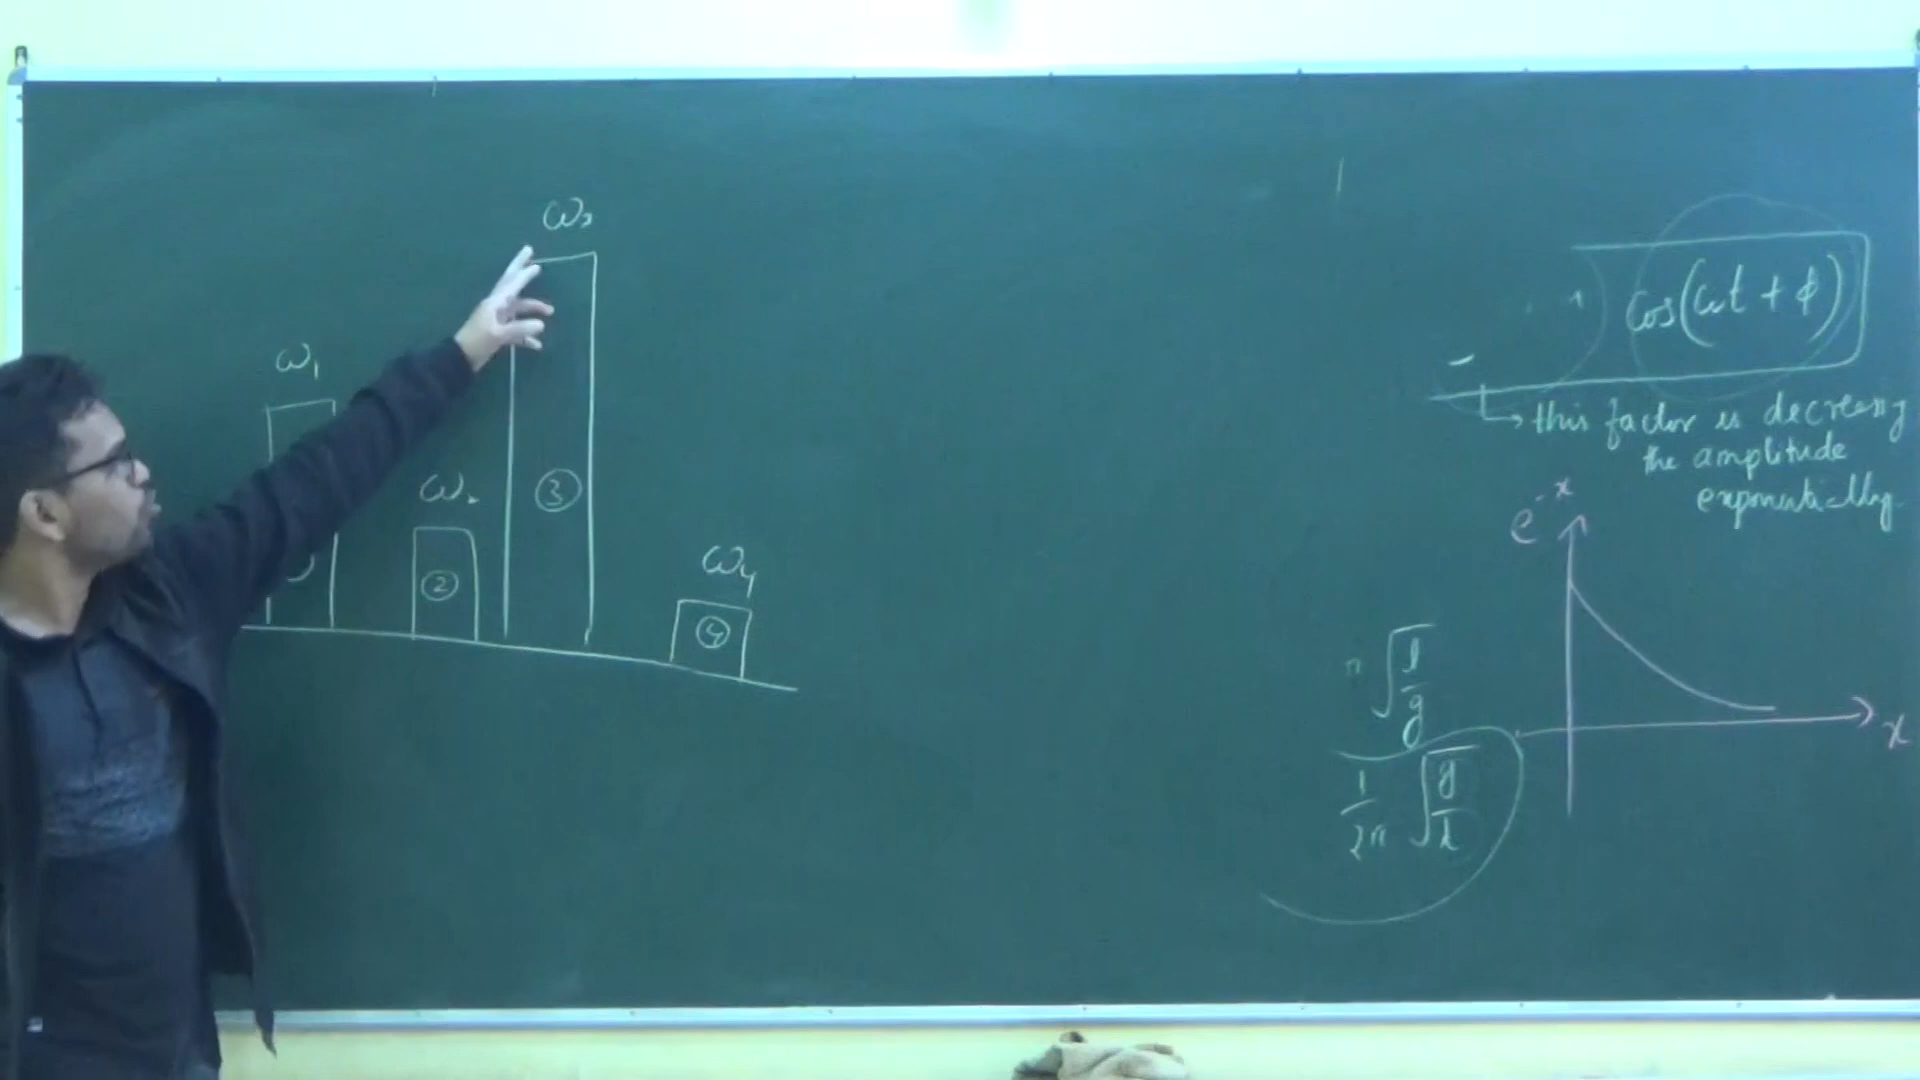 ω₃
ω₁
ω₂
③
②
ω₄
④
cos(ωt + ϕ)
↳ this factor is decreasing
the amplitude
exponentially
e⁻ˣ
x
π √(l/g)
1/2π √(g/l)